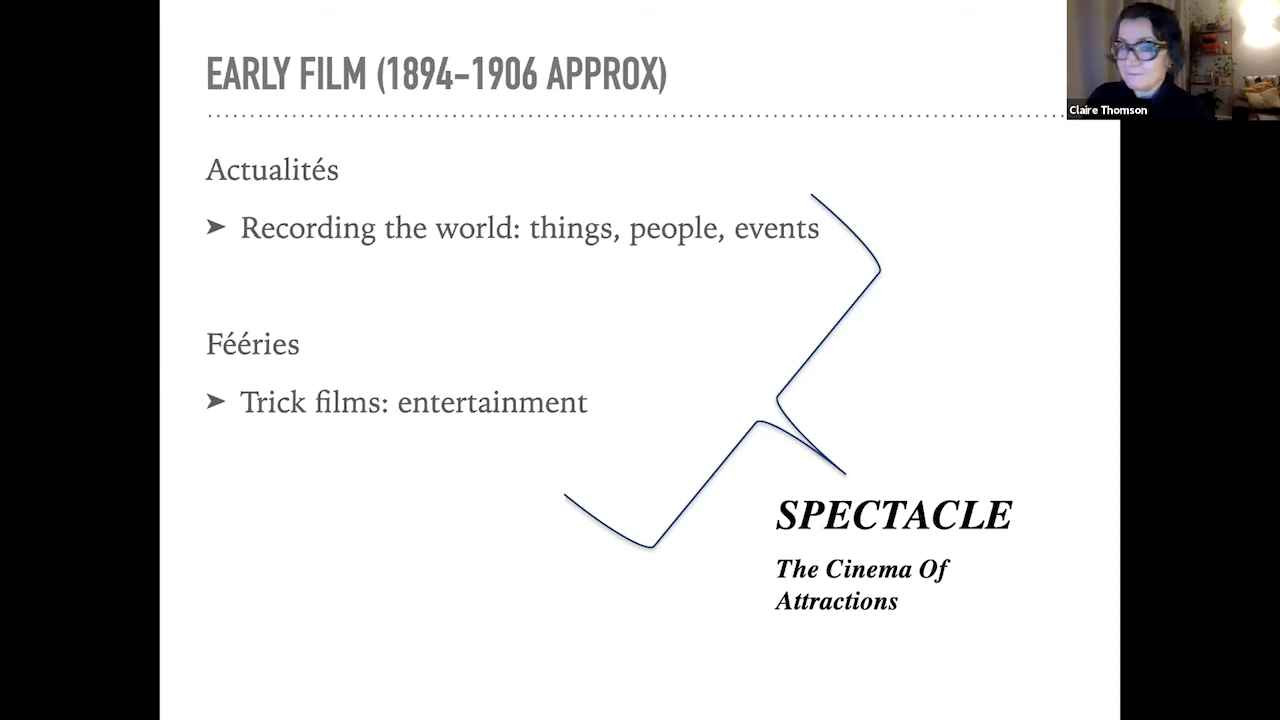 EARLY FILM (1894–1906 APPROX)
Claire Thomson
Actualités
➤ Recording the world: things, people, events
Fééries
➤ Trick films: entertainment
SPECTACLE
The Cinema Of
Attractions